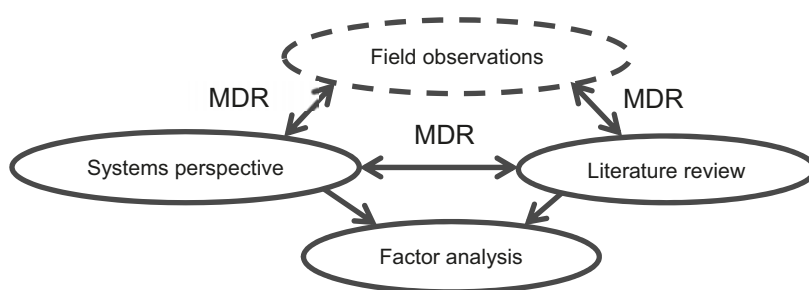 Field observations
MDR
MDR
MDR
Systems perspective
Literature review
Factor analysis